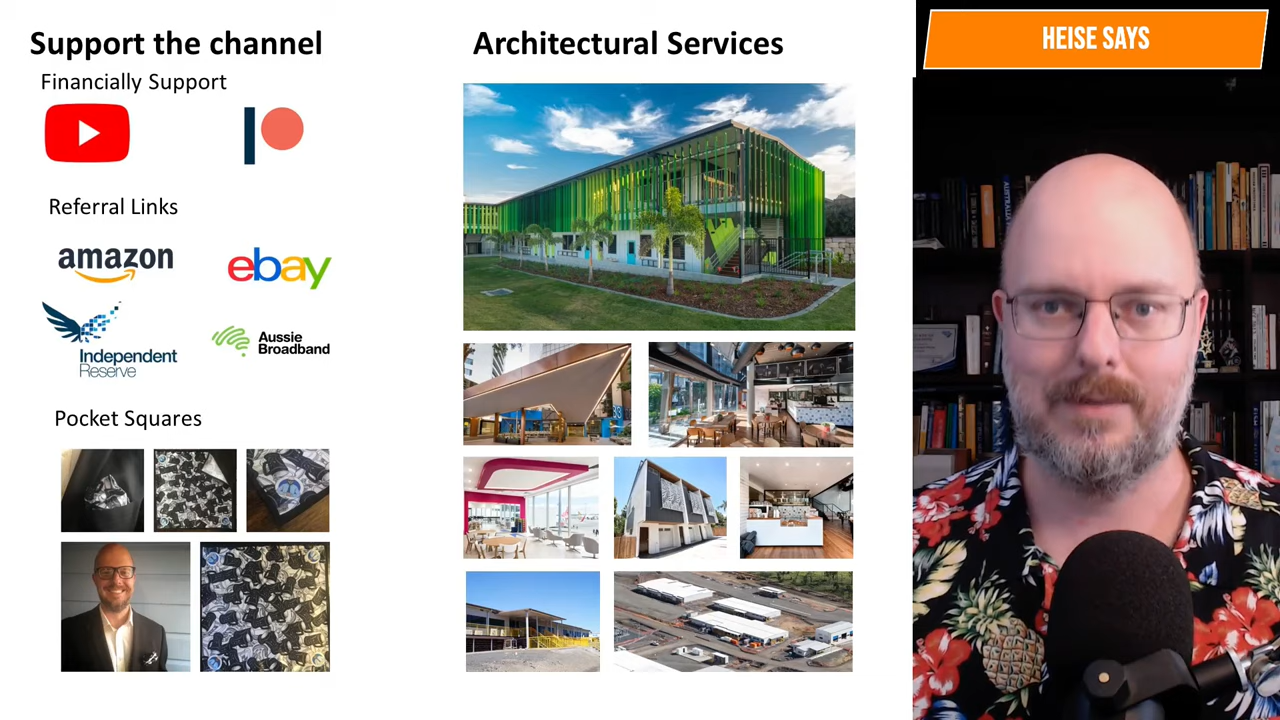 Support the channel
Financially Support
Referral Links
amazon
ebay
Independent
Reserve
Aussie
Broadband
Pocket Squares
Architectural Services
HEISE SAYS
AUSTRALIA